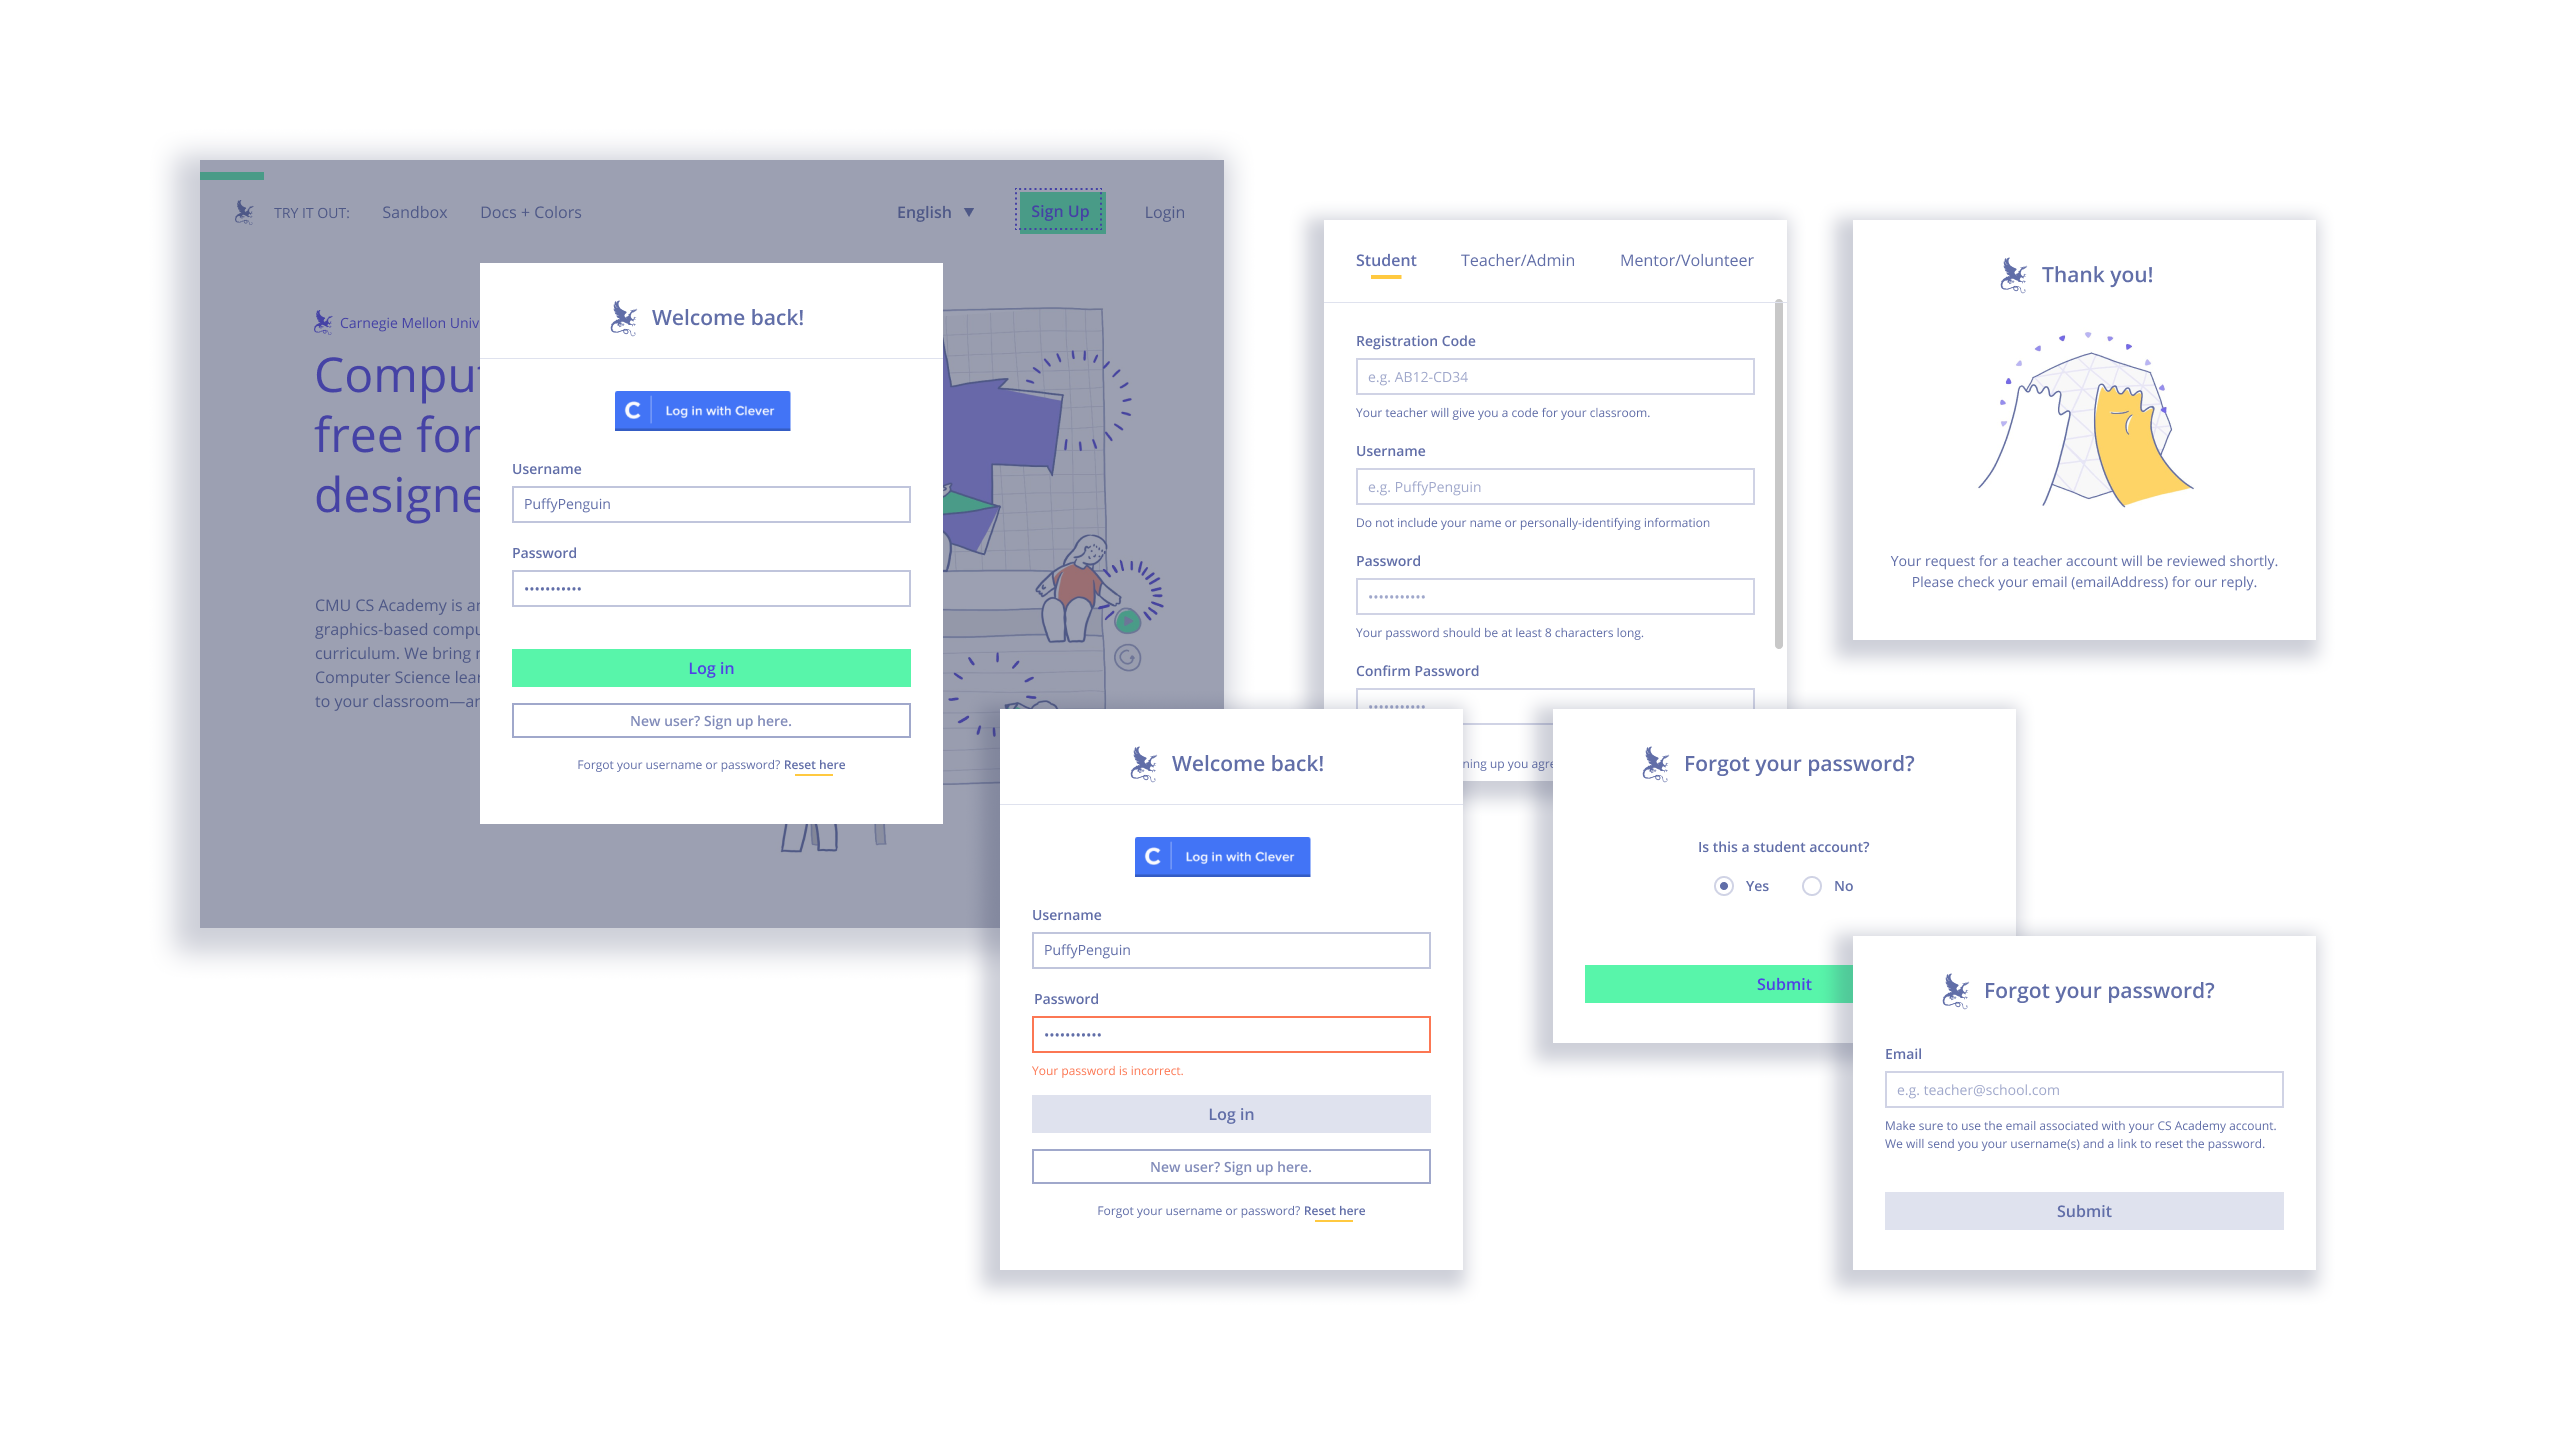 TRY IT OUT:
Sandbox
Docs + Colors
English
Sign Up
Login
Carnegie Mellon
free for
to your classroom—
CMU CS Academy is
graphics-based
curriculum. We bring
Computer Science
Welcome back!
C
Log in with Clever
Username
PuffyPenguin
Password
Log in
New user? Sign up here.
Forgot your username or password? Reset here
Student
Teacher/Admin
Mentor/Volunteer
Registration Code
e.g. AB12-CD34
Your teacher will give you a code for your classroom.
Username
e.g. PuffyPenguin
Do not include your name or personally-identifying information
Password
Your password should be at least 8 characters long.
Confirm Password
up you
Thank you!
Your request for a teacher account will be reviewed shortly.
Please check your email (emailAddress) for our reply.
Welcome back!
C
Log in with Clever
Username
PuffyPenguin
Password
Your password is incorrect.
Log in
New user? Sign up here.
Forgot your username or password? Reset here
Forgot your password?
Is this a student account?
Yes
No
Submit
Forgot your password?
Email
e.g. teacher@school.com
Make sure to use the email associated with your CS Academy account.
We will send you your username(s) and a link to reset the password.
Submit